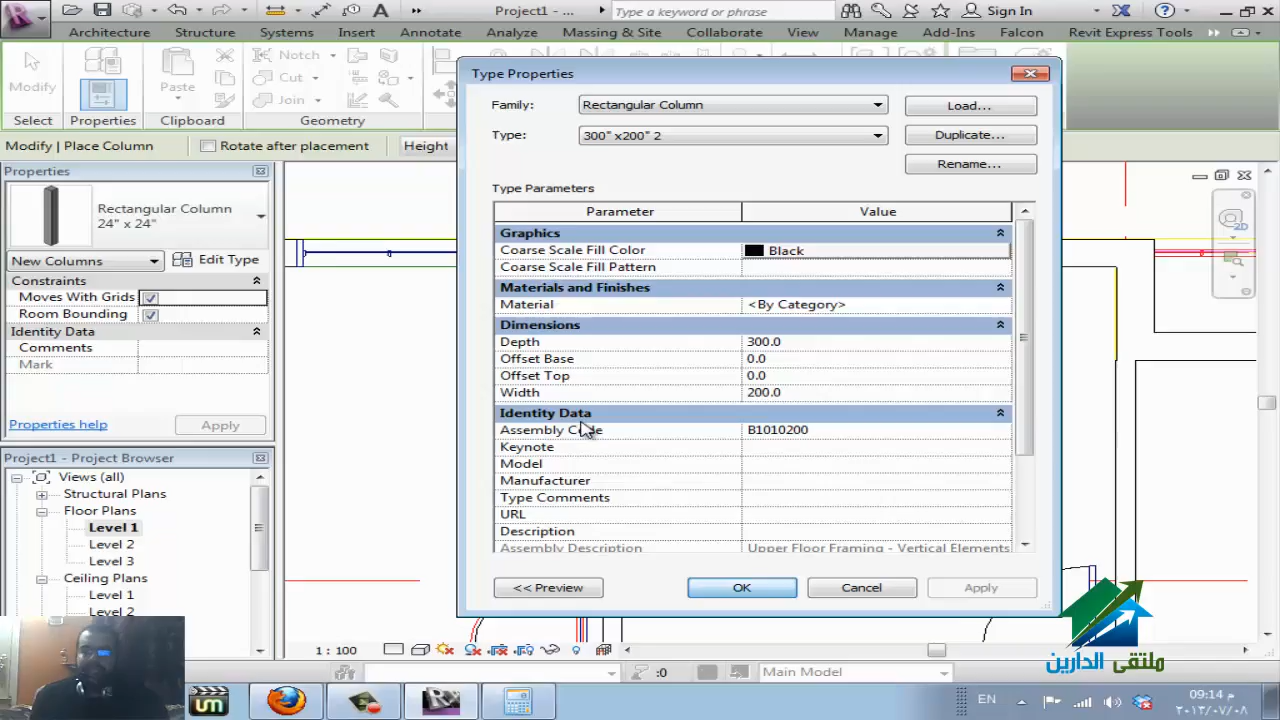 Project1 - ...
Type a keyword or phrase
Sign In
Architecture Structure Systems Insert Annotate Analyze Massing & Site Collaborate View Manage Add-Ins Falcon Revit Express Tools
Modify
Notch
Cut
Paste
Join
Select Properties Clipboard Geometry
Modify | Place Column
Rotate after placement
Height
Properties
Rectangular Column
24" x 24"
New Columns
Edit Type
Constraints
Moves With Grids
Room Bounding
Identity Data
Comments
Mark
Properties help
Apply
Project1 - Project Browser
Views (all)
Structural Plans
Floor Plans
Level 1
Level 2
Level 3
Ceiling Plans
Level 1
Level 2
Type Properties
Family: Rectangular Column Load...
Type: 300" x200" 2 Duplicate...
Rename...
Type Parameters
Parameter Value
Graphics
Coarse Scale Fill Color Black
Coarse Scale Fill Pattern
Materials and Finishes
Material <By Category>
Dimensions
Depth 300.0
Offset Base 0.0
Offset Top 0.0
Width 200.0
Identity Data
Assembly Code B1010200
Keynote
Model
Manufacturer
Type Comments
URL
Description
Assembly Description Upper Floor Framing - Vertical Elements
<< Preview OK Cancel Apply
2D
1 : 100
:0
Main Model
ملتقى الدارين
um
EN
09:14 م
٢٠١٣/٠٧/٠٨